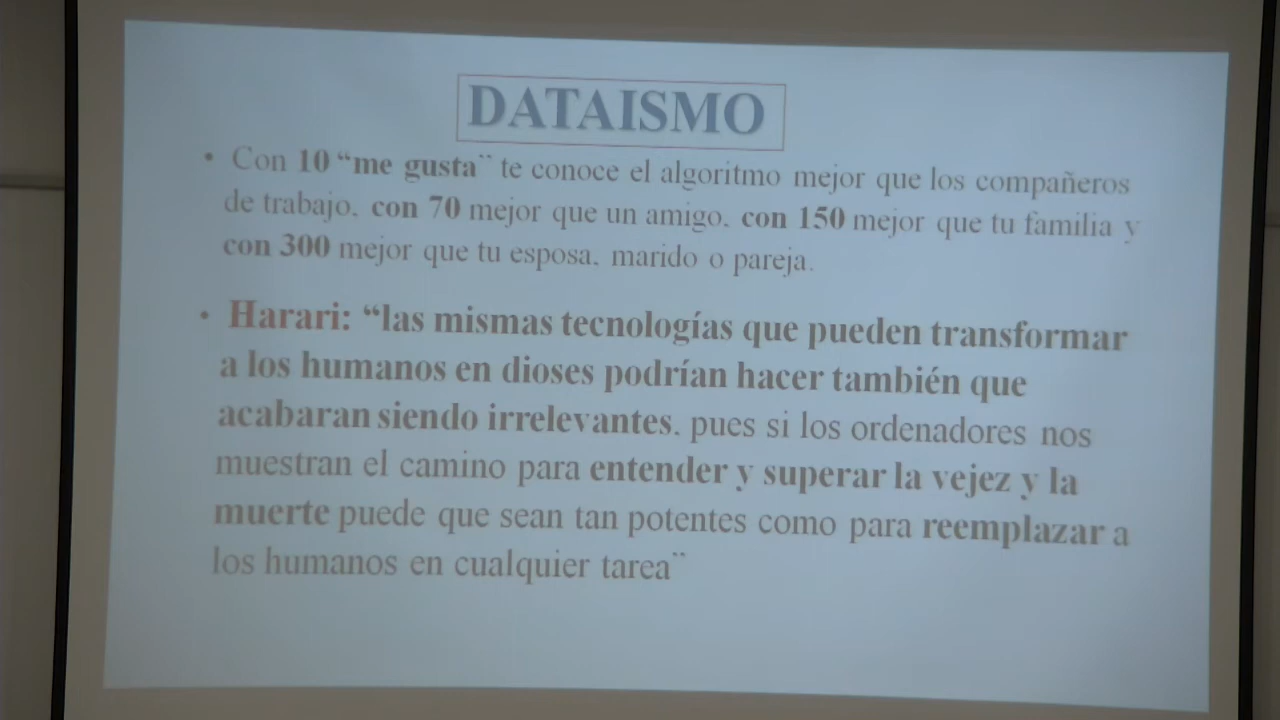 DATAISMO
• Con 10 “me gusta¨ te conoce el algoritmo mejor que los compañeros
de trabajo, con 70 mejor que un amigo, con 150 mejor que tu familia y
con 300 mejor que tu esposa, marido o pareja.
• Harari: “las mismas tecnologías que pueden transformar
a los humanos en dioses podrían hacer también que
acabaran siendo irrelevantes, pues si los ordenadores nos
muestran el camino para entender y superar la vejez y la
muerte puede que sean tan potentes como para reemplazar a
los humanos en cualquier tarea¨